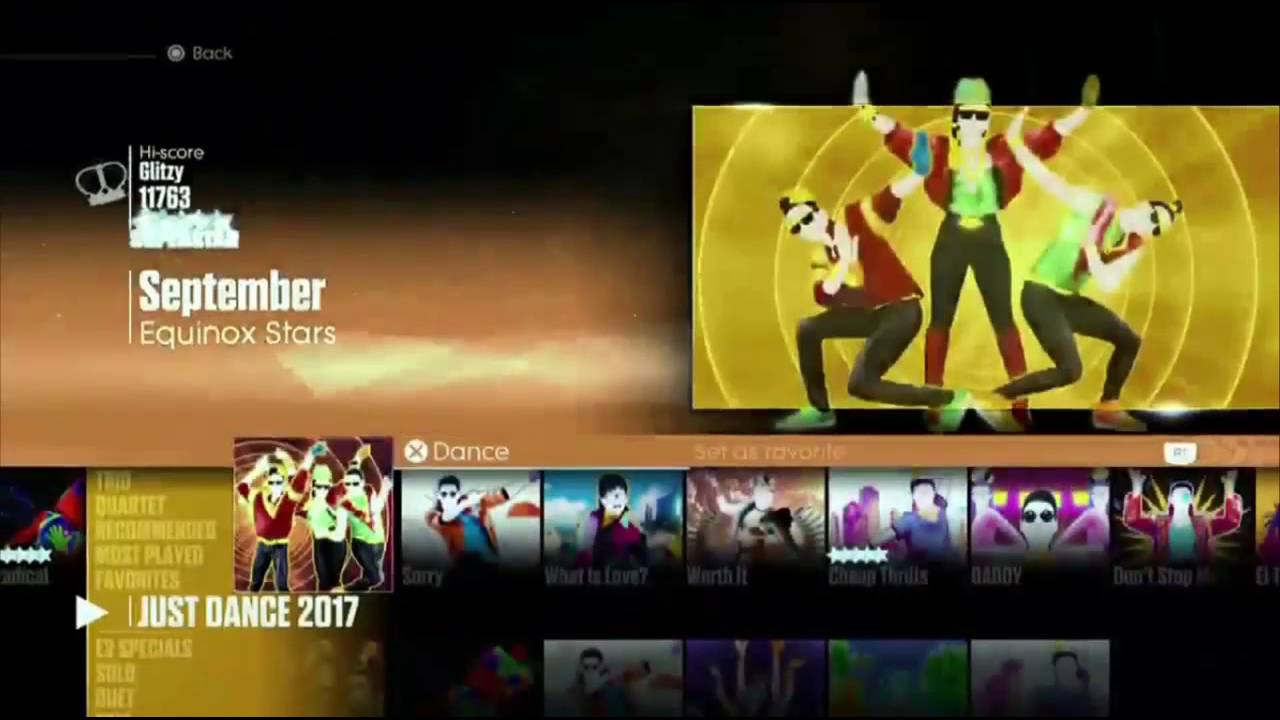 Back
Hi-score
Glitzy
11763
September
Equinox Stars
Dance
Set as favorite
R1
TRIO
QUARTET
RECOMMENDED
MOST PLAYED
FAVORITES
Sorry
What Is Love?
Worth It
Cheap Thrills
DADDY
Don't Stop
JUST DANCE 2017
E3 SPECIALS
SOLO
DUET